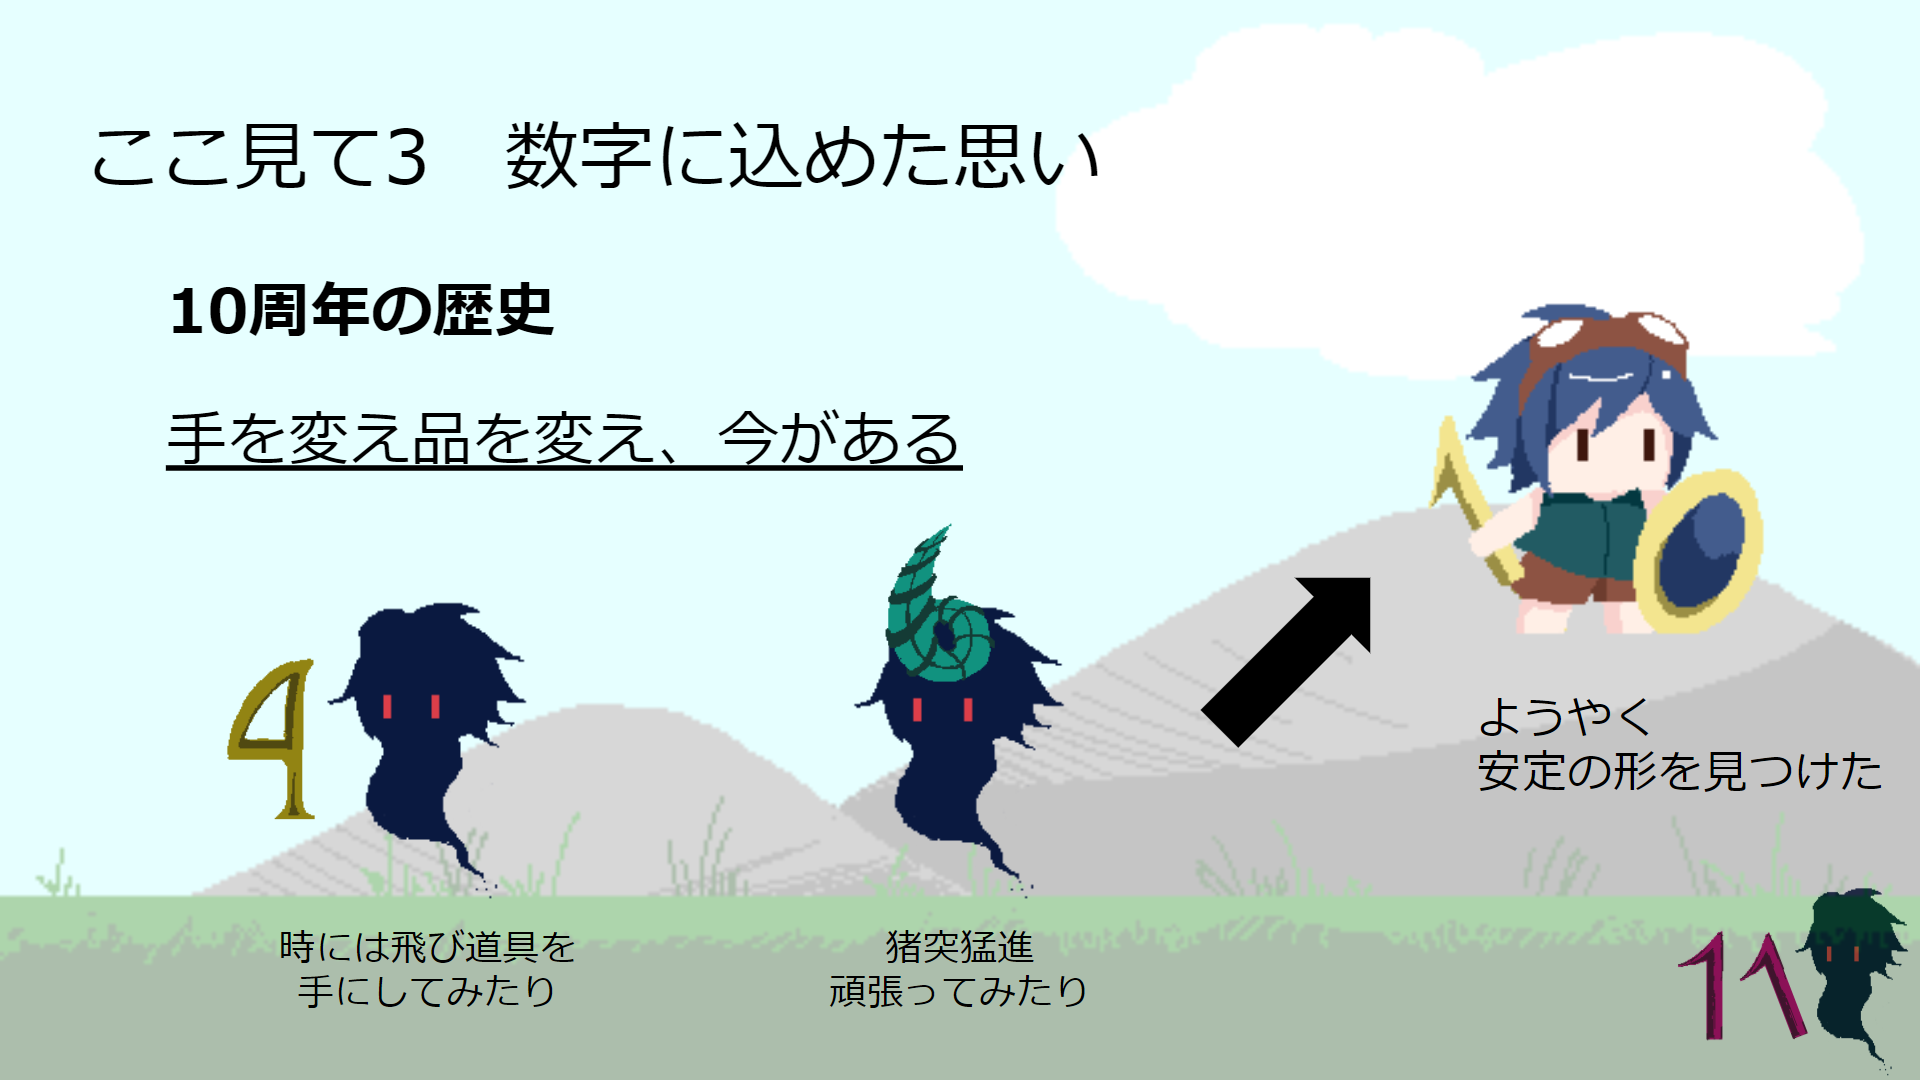 ここ見て3　数字に込めた思い
10周年の歴史
手を変え品を変え、今がある
4
6
ようやく
安定の形を見つけた
時には飛び道具を
手にしてみたり
猪突猛進
頑張ってみたり
11